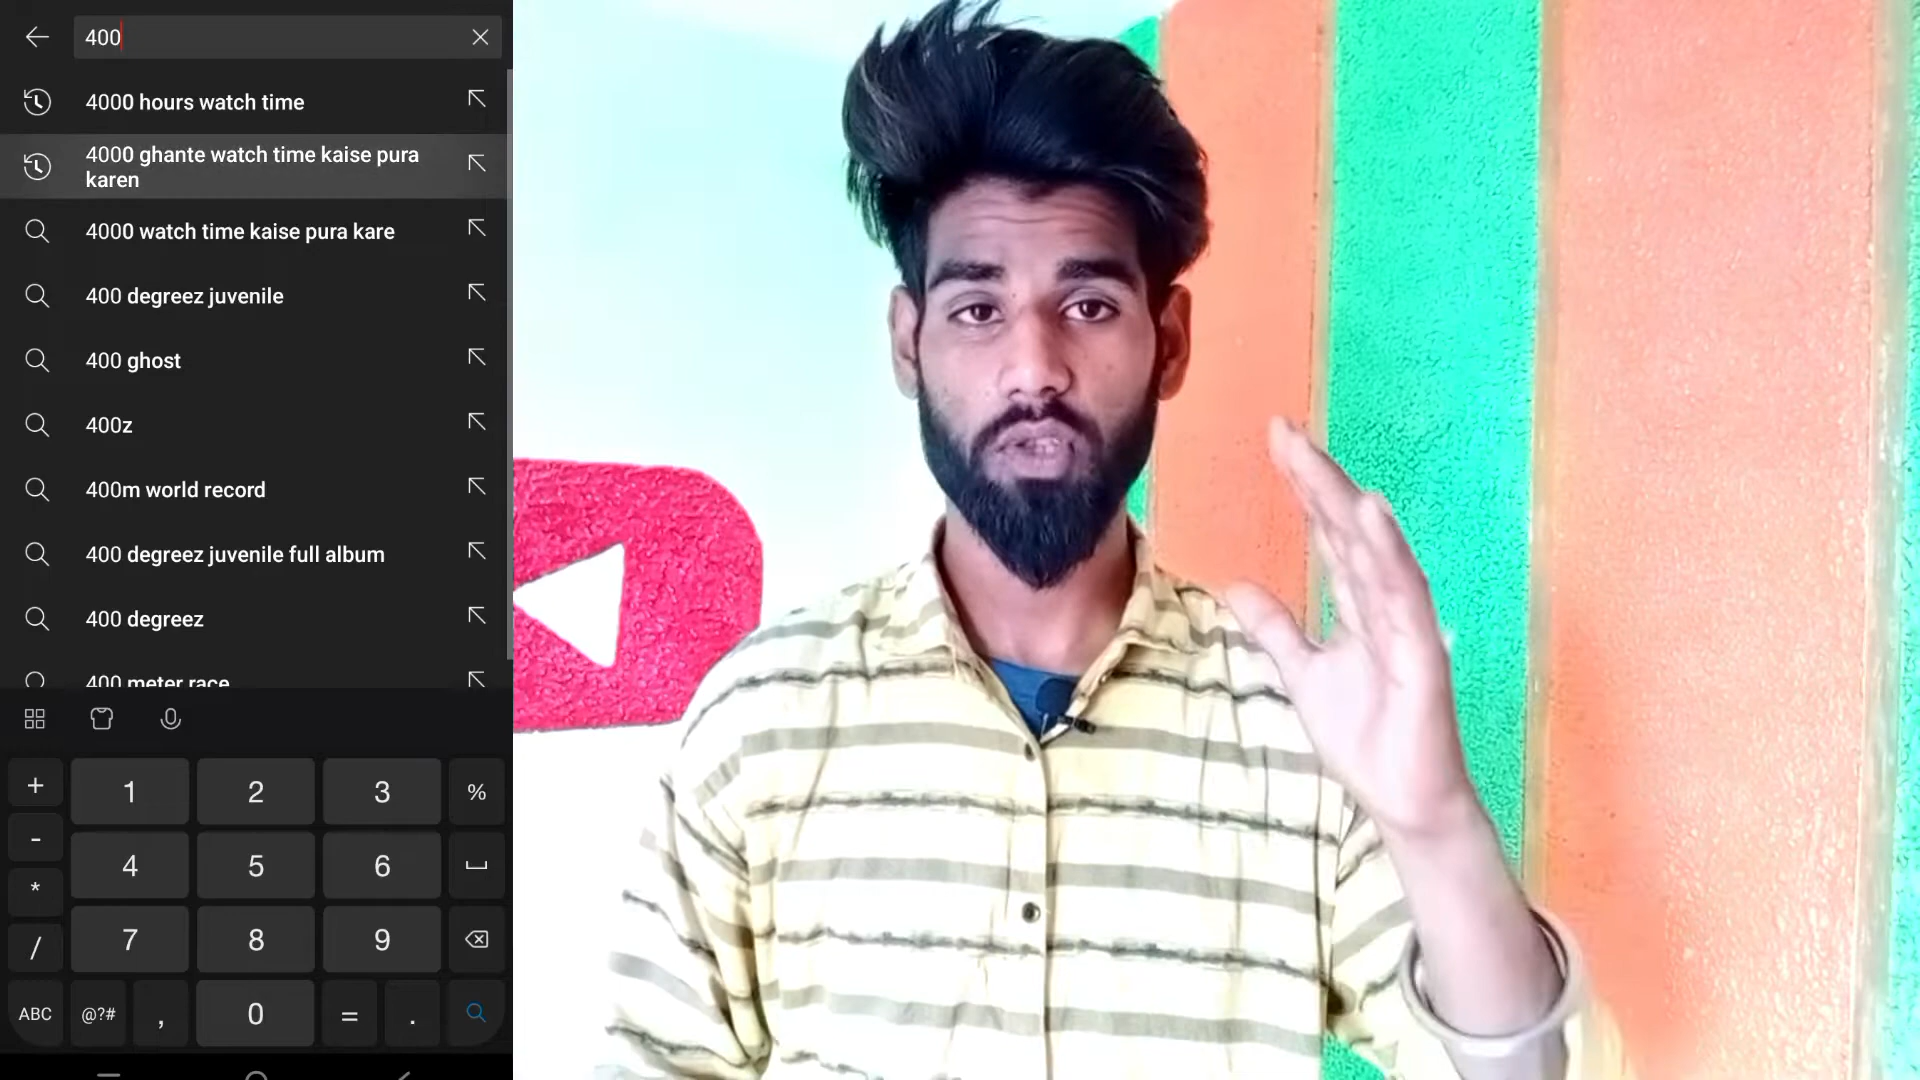 400
4000 hours watch time
4000 ghante watch time kaise pura
karen
4000 watch time kaise pura kare
400 degreez juvenile
400 ghost
400z
400m world record
400 degreez juvenile full album
400 degreez
400 meter race
+ 1 2 3 %
- 4 5 6
* 7 8 9
/
ABC @?# , 0 = .